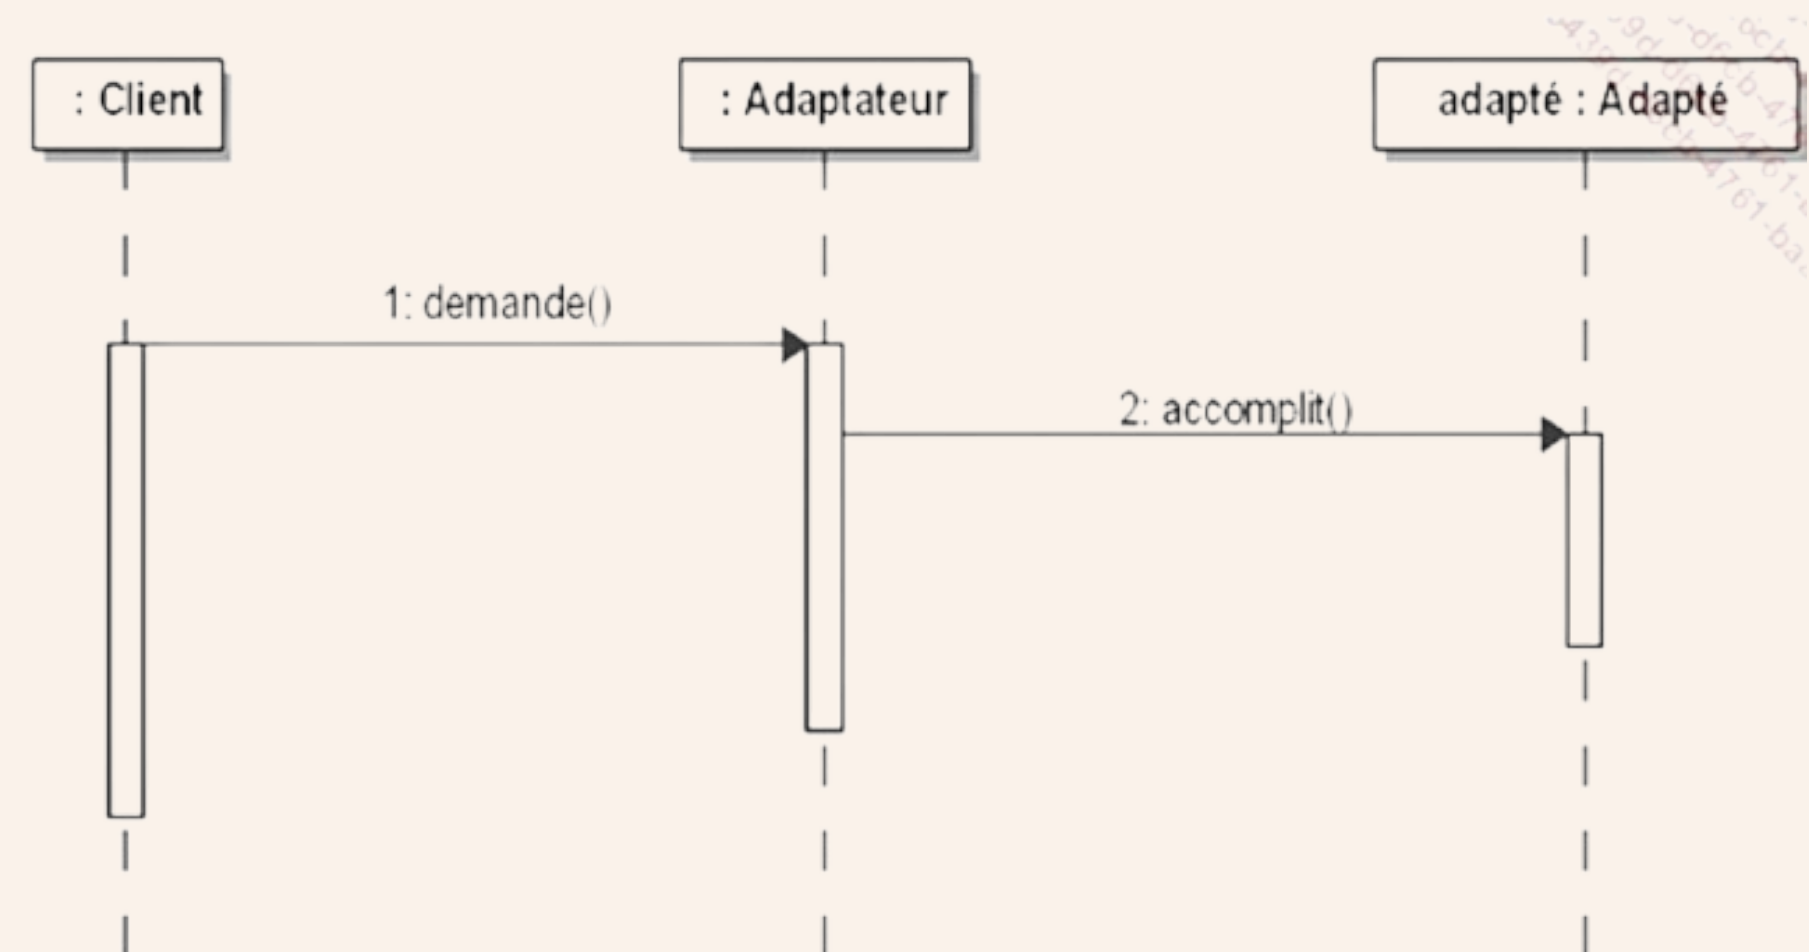 : Client
: Adaptateur
adapté : Adapté
1: demande()
2: accomplit()